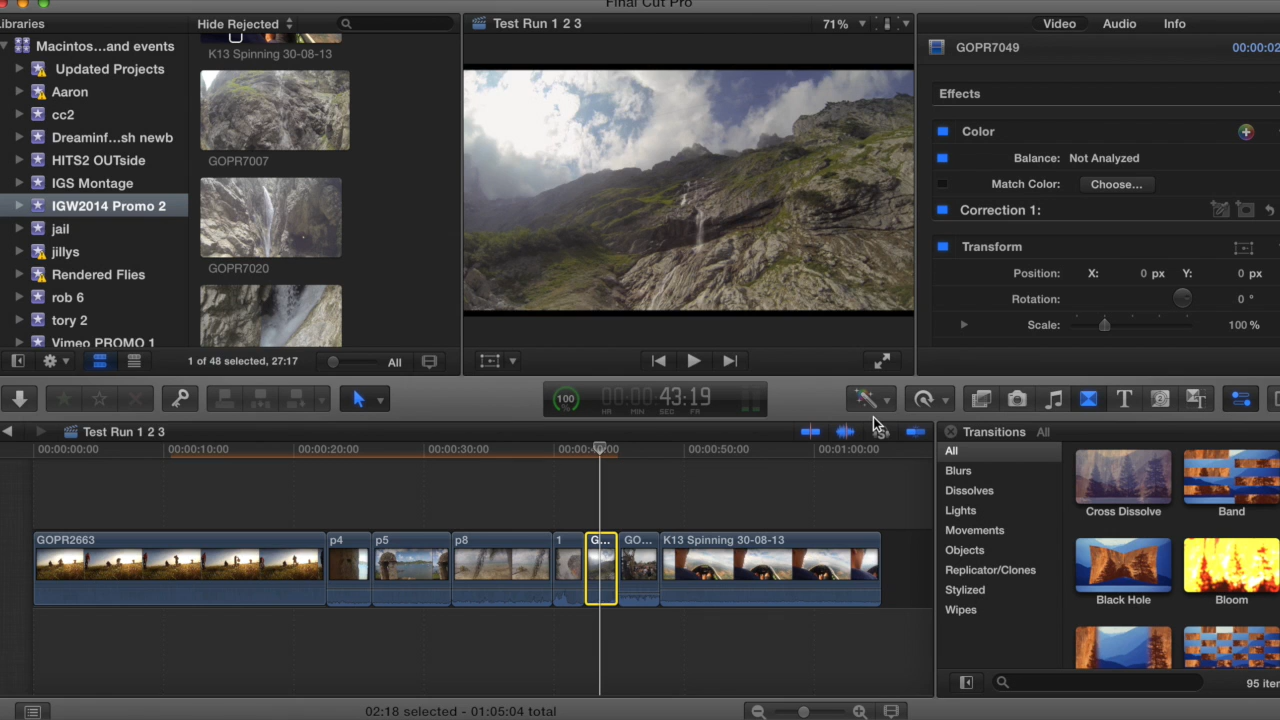 Final Cut Pro
Libraries
Hide Rejected
Test Run 1 2 3
71%
Video
Audio
Info
Macintos...and events
Updated Projects
Aaron
cc2
Dreaminf...sh newb
HITS2 OUTside
IGS Montage
IGW2014 Promo 2
jail
jillys
Rendered Flies
rob 6
tory 2
Vimeo PROMO 1
K13 Spinning 30-08-13
GOPR7007
GOPR7020
1 of 48 selected, 27:17
All
GOPR7049
00:00:02
Effects
Color
Balance: Not Analyzed
Match Color: Choose...
Correction 1:
Transform
Position: X: 0 px Y: 0 px
Rotation: 0 °
Scale: 100 %
100
%
00:00:43:19
HR MIN SEC FR
Test Run 1 2 3
00:00:00:00
00:00:10:00
00:00:20:00
00:00:30:00
00:00:40:00
00:00:50:00
00:01:00:00
GOPR2663
p4
p5
p8
1
G...
GO...
K13 Spinning 30-08-13
Transitions All
All
Blurs
Dissolves
Lights
Movements
Objects
Replicator/Clones
Stylized
Wipes
Cross Dissolve
Band
Black Hole
Bloom
95 iter
02:18 selected - 01:05:04 total